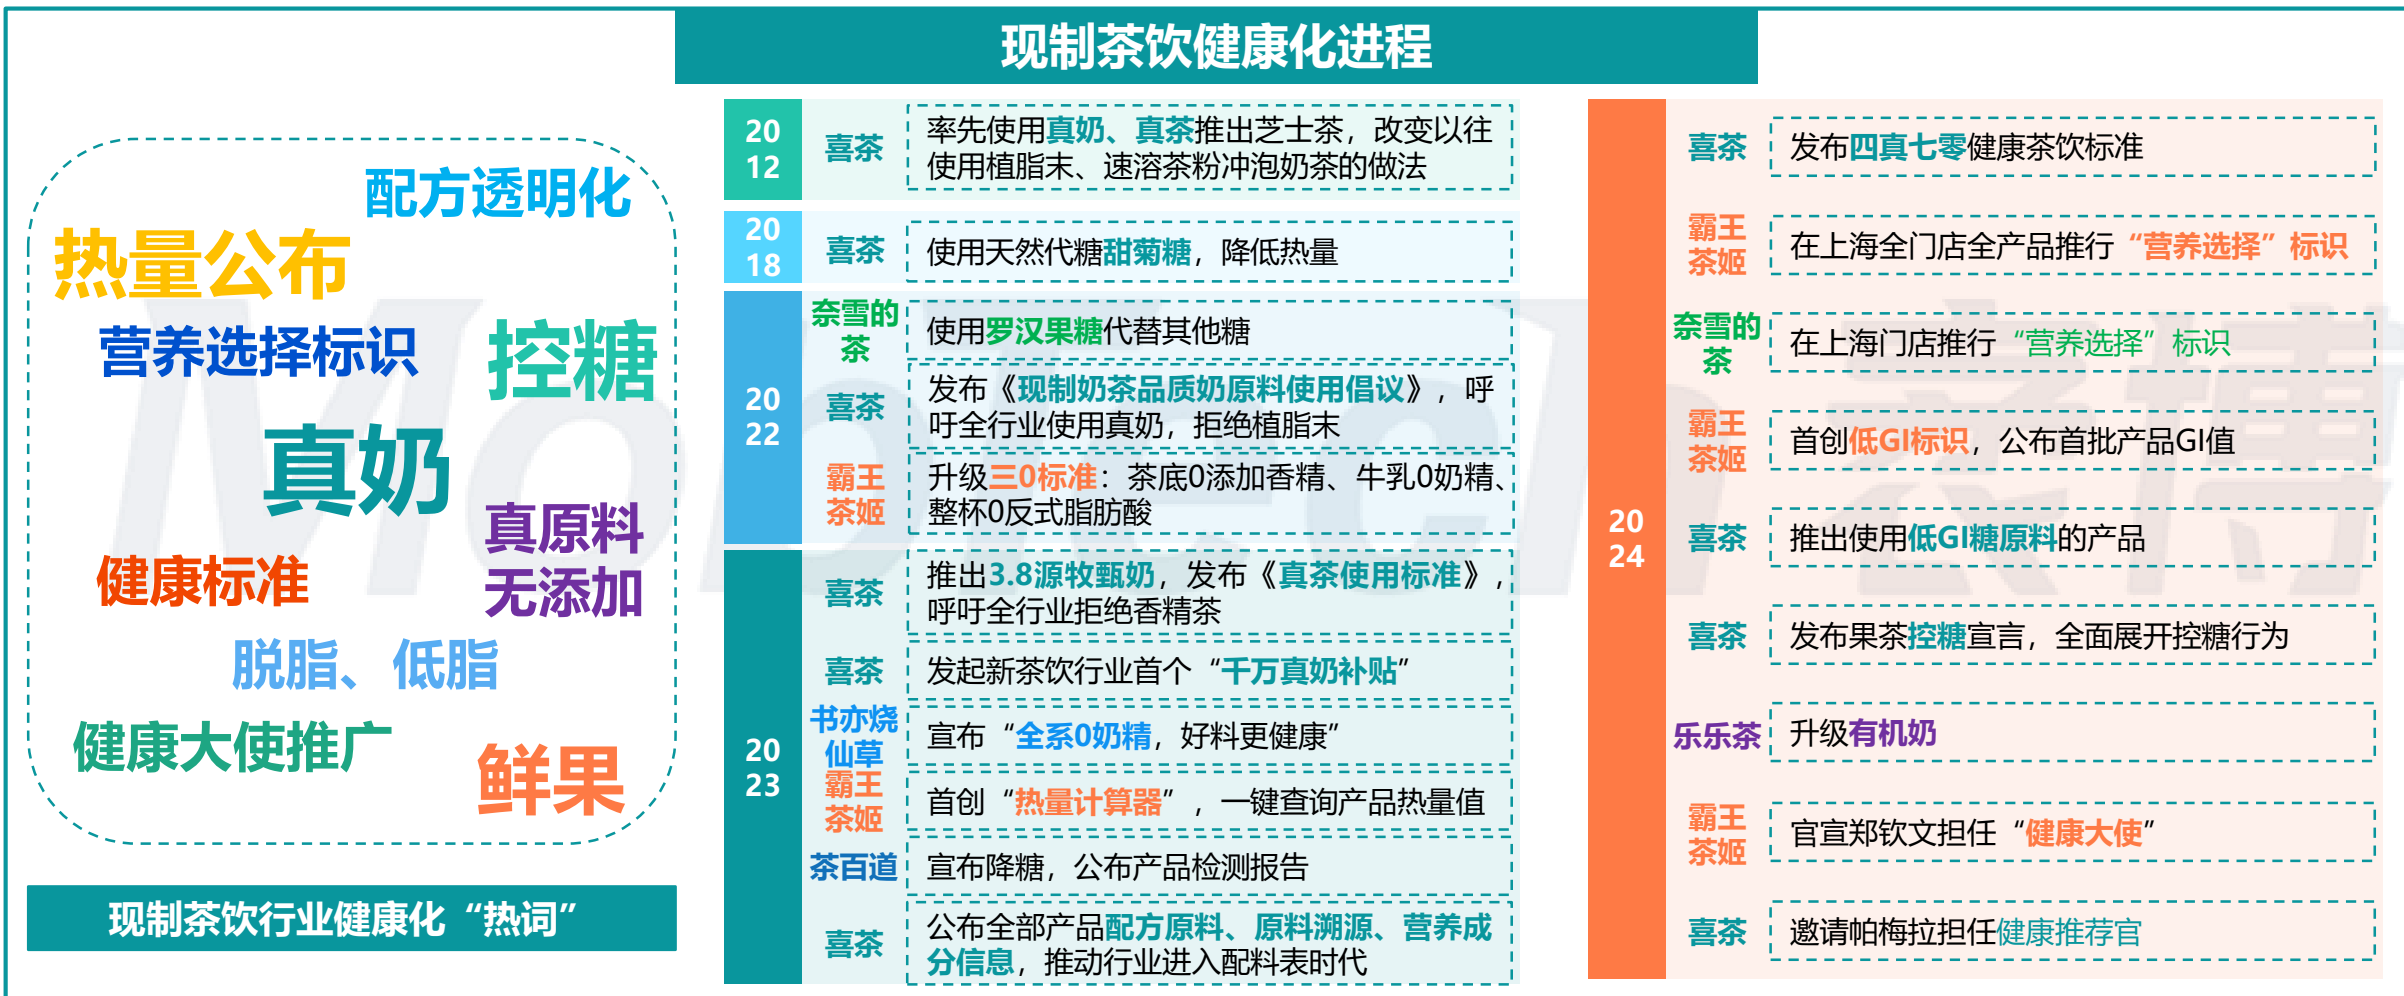 现制茶饮健康化进程
配方透明化
热量公布
营养选择标识
控糖
真奶
真原料
无添加
健康标准
脱脂、低脂
健康大使推广
鲜果
现制茶饮行业健康化“热词”
20
12
喜茶
率先使用真奶、真茶推出芝士茶，改变以往
使用植脂末、速溶茶粉冲泡奶茶的做法
20
18
喜茶
使用天然代糖甜菊糖，降低热量
20
22
奈雪的
茶
使用罗汉果糖代替其他糖
喜茶
发布《现制奶茶品质奶原料使用倡议》，呼
吁全行业使用真奶，拒绝植脂末
霸王
茶姬
升级三0标准：茶底0添加香精、牛乳0奶精、
整杯0反式脂肪酸
20
23
喜茶
推出3.8源牧甄奶，发布《真茶使用标准》，
呼吁全行业拒绝香精茶
喜茶
发起新茶饮行业首个“千万真奶补贴”
书亦烧
仙草
宣布“全系0奶精，好料更健康”
霸王
茶姬
首创“热量计算器”，一键查询产品热量值
茶百道
宣布降糖，公布产品检测报告
喜茶
公布全部产品配方原料、原料溯源、营养成
分信息，推动行业进入配料表时代
20
24
喜茶
发布四真七零健康茶饮标准
霸王
茶姬
在上海全门店全产品推行“营养选择”标识
奈雪的
茶
在上海门店推行“营养选择”标识
霸王
茶姬
首创低GI标识，公布首批产品GI值
喜茶
推出使用低GI糖原料的产品
喜茶
发布果茶控糖宣言，全面展开控糖行为
乐乐茶
升级有机奶
霸王
茶姬
官宣郑钦文担任“健康大使”
喜茶
邀请帕梅拉担任健康推荐官